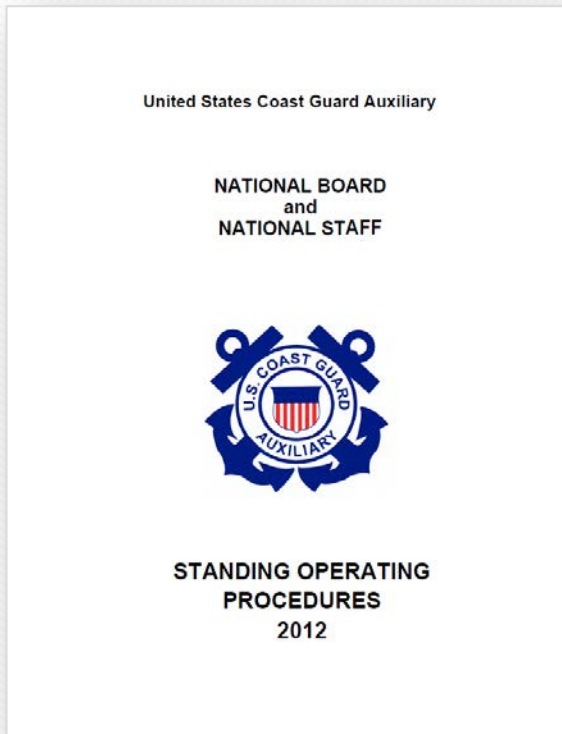 United States Coast Guard Auxiliary
NATIONAL BOARD
and
NATIONAL STAFF
U.S. COAST GUARD
AUXILIARY
STANDING OPERATING
PROCEDURES
2012